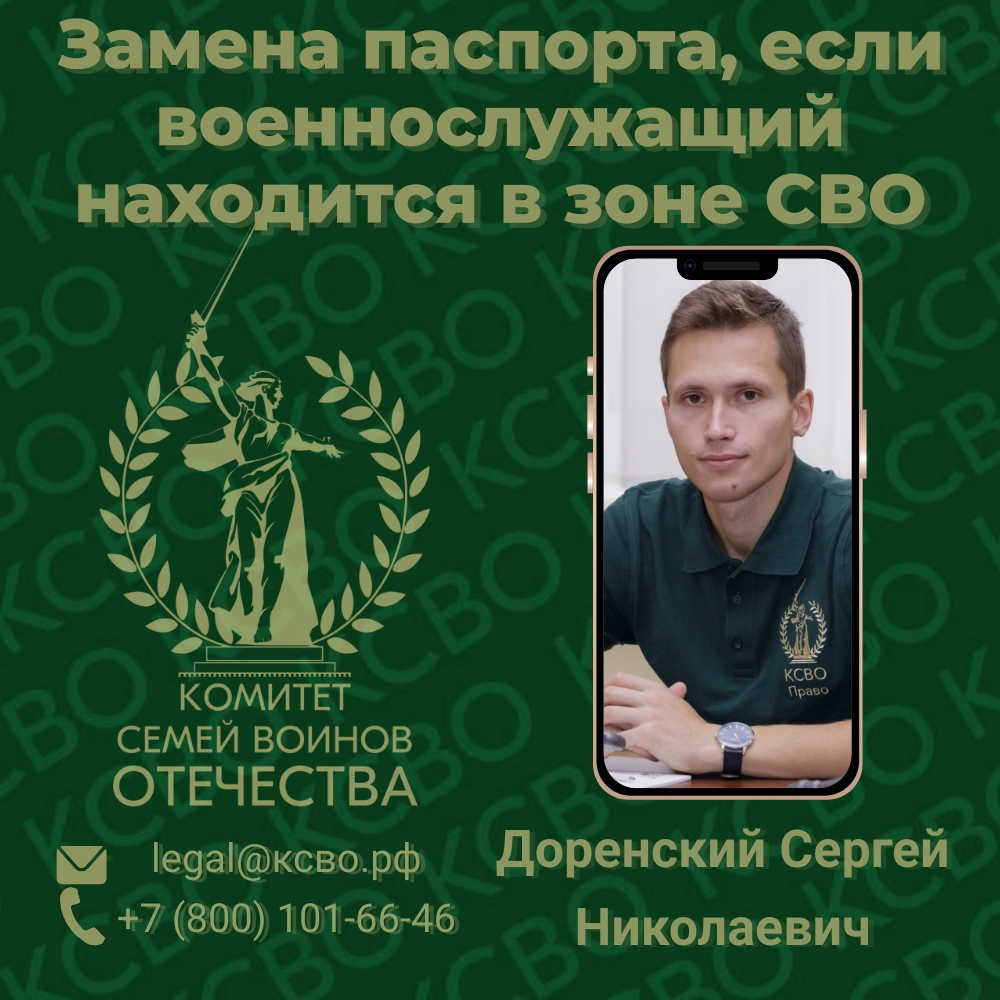 Замена паспорта, если
военнослужащий
находится в зоне СВО
КОМИТЕТ
СЕМЕЙ ВОИНОВ
ОТЕЧЕСТВА
legal@ксво.рф
+7 (800) 101-66-46
КСВО
Право
Доренский Сергей
Николаевич